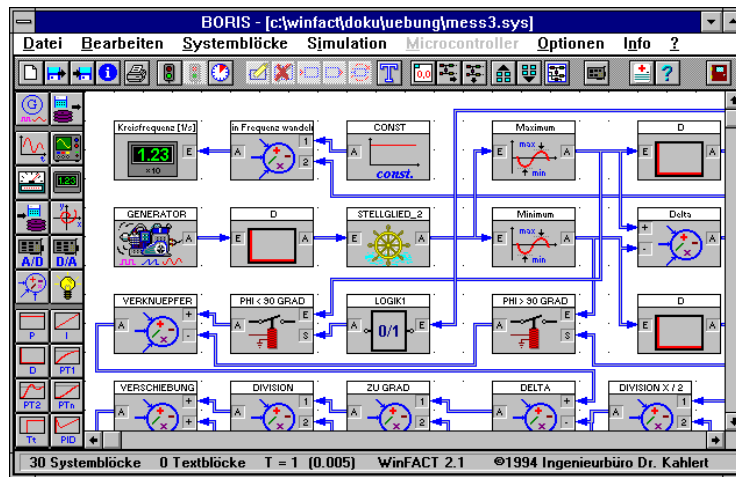 BORIS - [c:\winfact\doku\uebung\mess3.sys]
Datei Bearbeiten Systemblöcke Simulation Microcontroller Optionen Info ?
0,0 T ?
G
t
1.23
y x
A/D D/A
P I
D PT1
PT2 PTn
Tt PID
Kreisfrequenz [1/s] in Frequenz wandeln CONST Maximum D
1.23 E A 1 A E max A E
×10 2 const. min
GENERATOR D STELLGLIED_2 Minimum Delta
A E A E A E max A +
min -
VERKNUEPFER PHI < 90 GRAD LOGIK1 PHI > 90 GRAD D
A + A E A 0/1 E A E E
- S S
VERSCHIEBUNG DIVISION ZU GRAD DELTA DIVISION X / 2
A + A 1 A 1 A + A 1
- 2 2 - 2
30 Systemblöcke 0 Textblöcke T = 1 (0.005) WinFACT 2.1 ©1994 Ingenieurbüro Dr. Kahlert